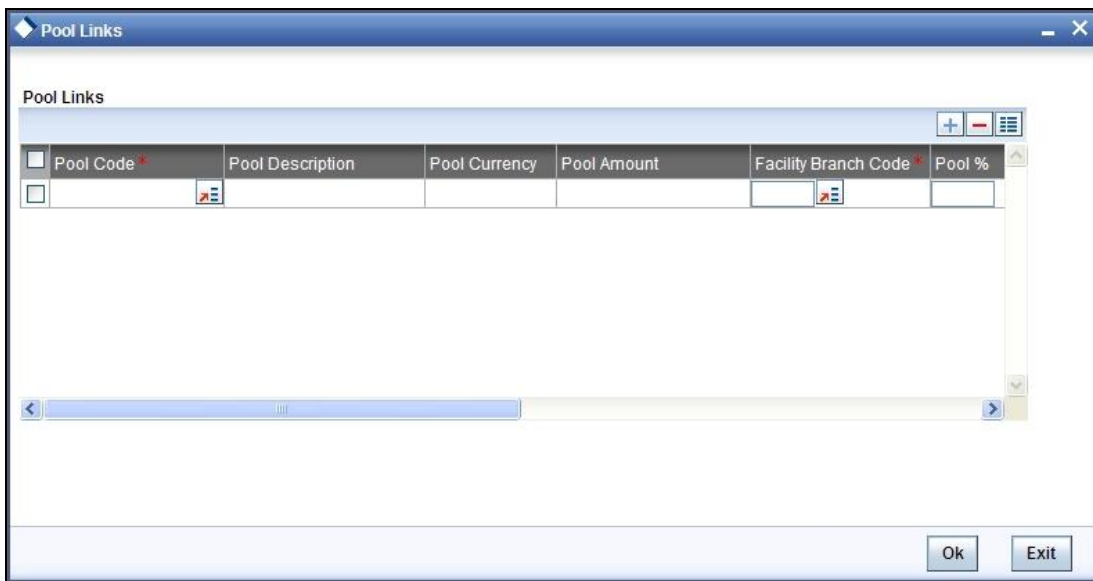 Pool Links
Pool Links
Pool Code * Pool Description Pool Currency Pool Amount Facility Branch Code * Pool %
Ok Exit